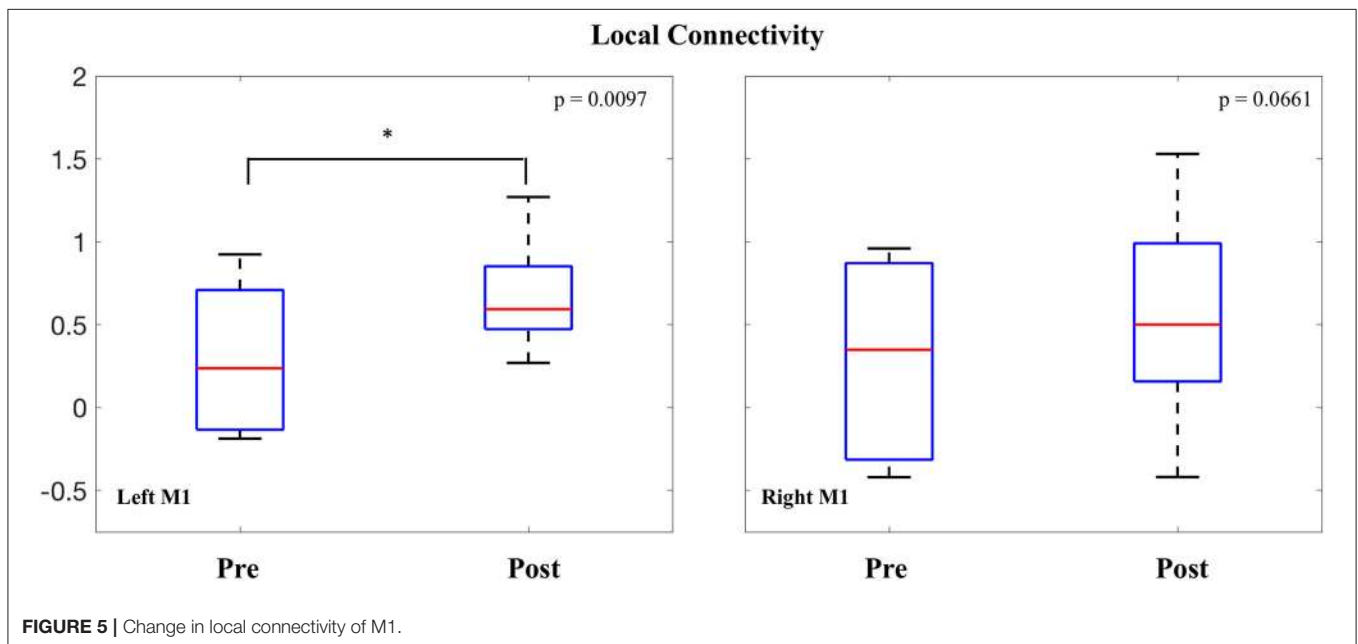 Local Connectivity
2
1.5
1
0.5
0
-0.5
p = 0.0097
*
Left M1
Pre
Post
p = 0.0661
Right M1
Pre
Post
FIGURE 5 | Change in local connectivity of M1.